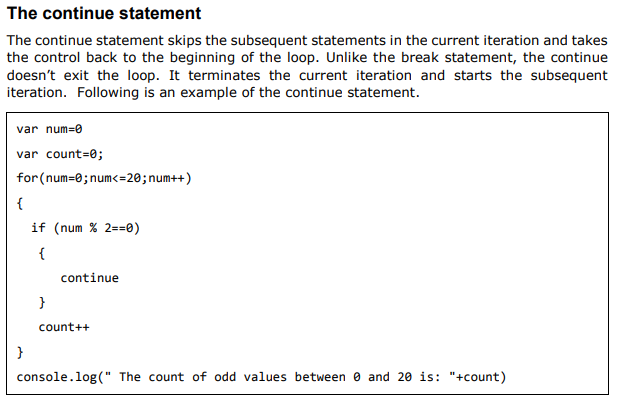 The continue statement
The continue statement skips the subsequent statements in the current iteration and takes
the control back to the beginning of the loop. Unlike the break statement, the continue
doesn’t exit the loop. It terminates the current iteration and starts the subsequent
iteration.  Following is an example of the continue statement.
var num=0
var count=0;
for(num=0;num<=20;num++)
{
  if (num % 2==0)
   {
      continue
   }
   count++
}
console.log(" The count of odd values between 0 and 20 is: "+count)